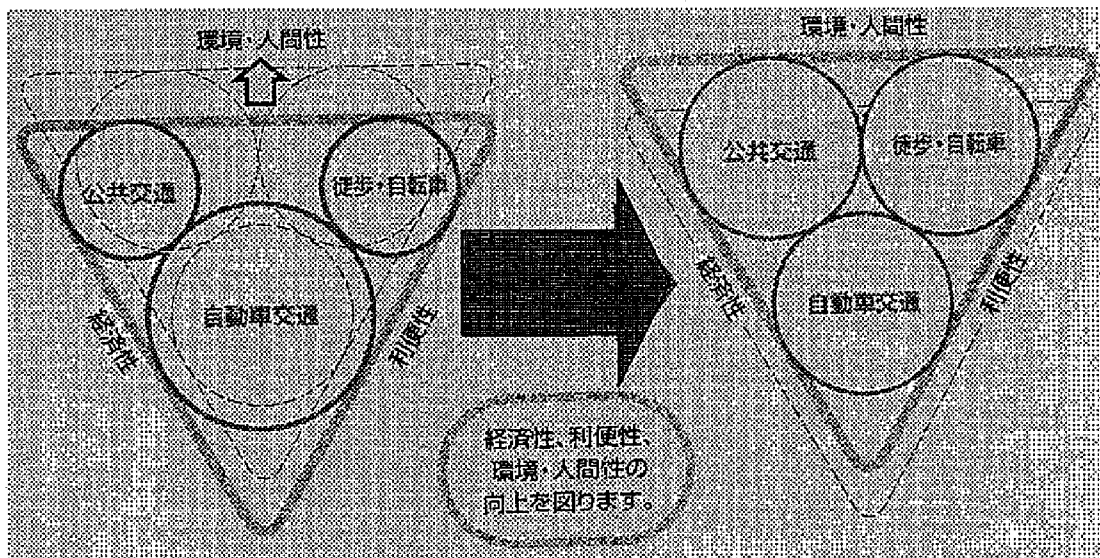 環境・人間性
公共交通
徒歩・自転車
自動車交通
経済性
利便性
経済性、利便性、
環境・人間性の
向上を図ります。
環境・人間性
公共交通
徒歩・自転車
自動車交通
経済性
利便性